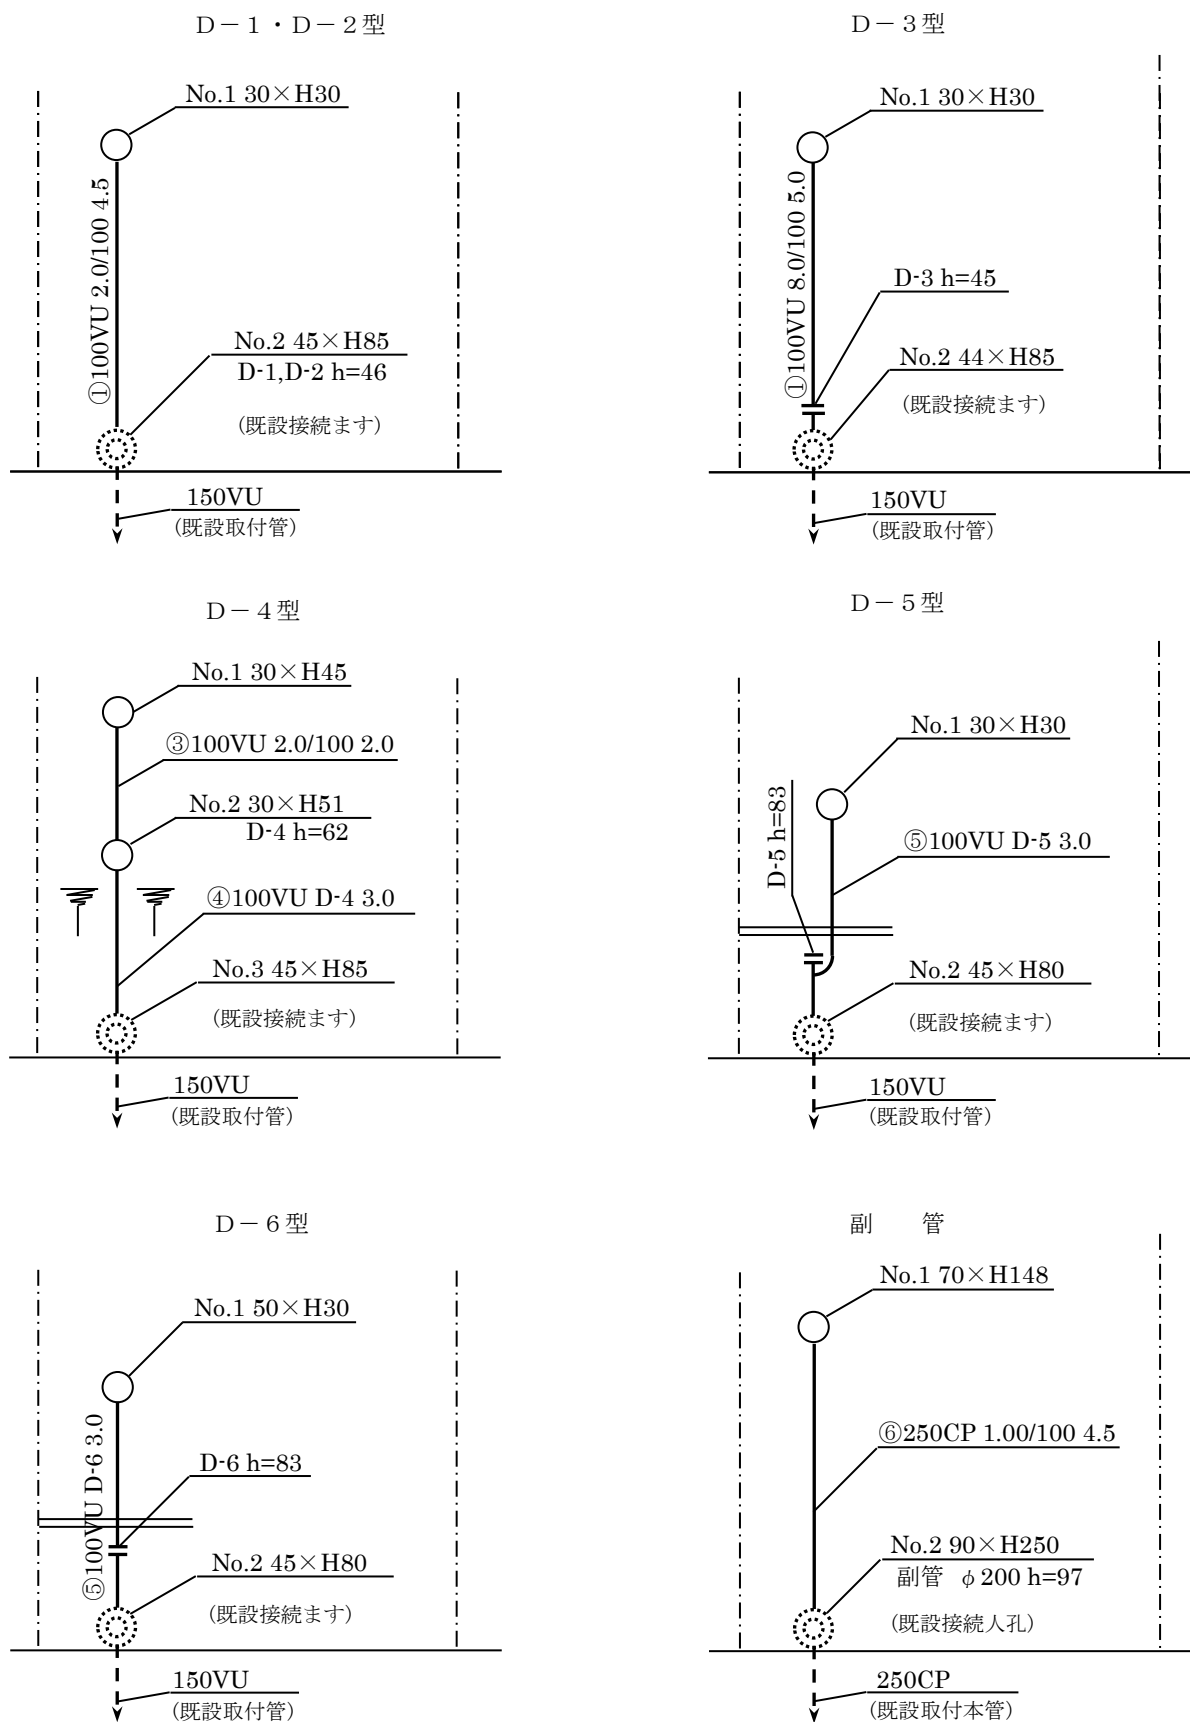 D－1・D－2型
No.1 30×H30
①100VU 2.0/100 4.5
No.2 45×H85
D-1,D-2 h=46
(既設接続ます)
150VU
(既設取付管)
D－3型
No.1 30×H30
①100VU 8.0/100 5.0
D-3 h=45
No.2 44×H85
(既設接続ます)
150VU
(既設取付管)
D－4型
No.1 30×H45
③100VU 2.0/100 2.0
No.2 30×H51
D-4 h=62
④100VU D-4 3.0
No.3 45×H85
(既設接続ます)
150VU
(既設取付管)
D－5型
No.1 30×H30
D-5 h=83
⑤100VU D-5 3.0
No.2 45×H80
(既設接続ます)
150VU
(既設取付管)
D－6型
No.1 50×H30
⑤100VU D-6 3.0
D-6 h=83
No.2 45×H80
(既設接続ます)
150VU
(既設取付管)
副　管
No.1 70×H148
⑥250CP 1.00/100 4.5
No.2 90×H250
副管 φ200 h=97
(既設接続人孔)
250CP
(既設取付本管)